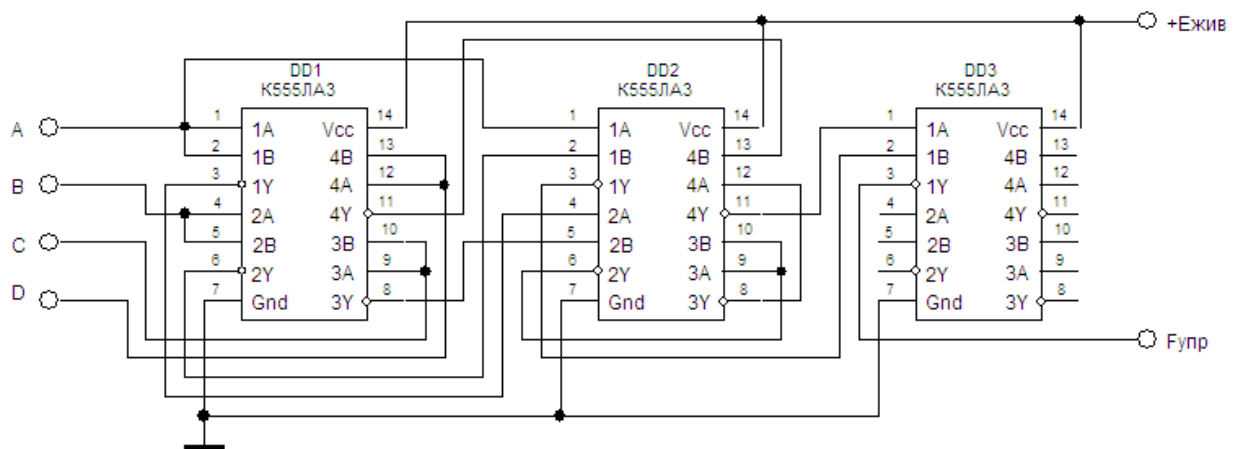 +Eжив
DD1
К555ЛА3
DD2
К555ЛА3
DD3
К555ЛА3
A
B
C
D
1 1A Vcc 14
2 1B 4B 13
3 1Y 4A 12
4 2A 4Y 11
5 2B 3B 10
6 2Y 3A 9
7 Gnd 3Y 8
1 1A Vcc 14
2 1B 4B 13
3 1Y 4A 12
4 2A 4Y 11
5 2B 3B 10
6 2Y 3A 9
7 Gnd 3Y 8
1 1A Vcc 14
2 1B 4B 13
3 1Y 4A 12
4 2A 4Y 11
5 2B 3B 10
6 2Y 3A 9
7 Gnd 3Y 8
Fупр